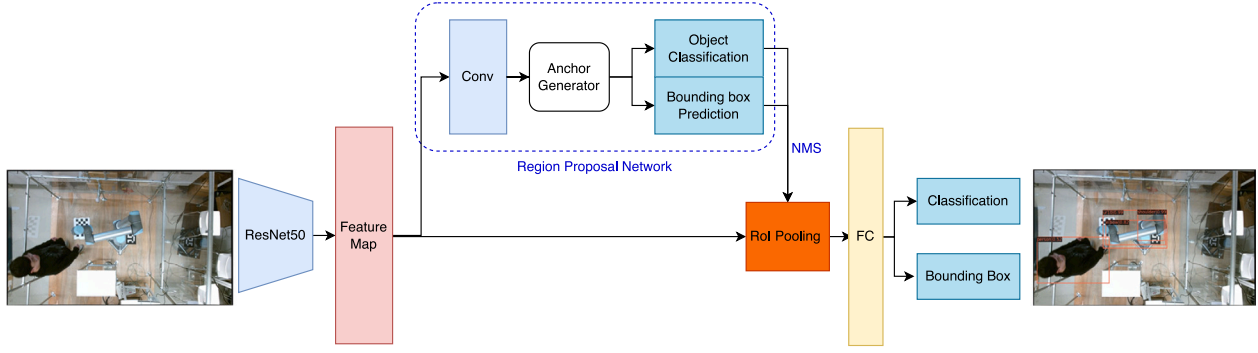 Object
Classification
Conv
Anchor
Generator
Bounding box
Prediction
Region Proposal Network
NMS
ResNet50
Feature
Map
RoI Pooling
FC
Classification
Bounding Box